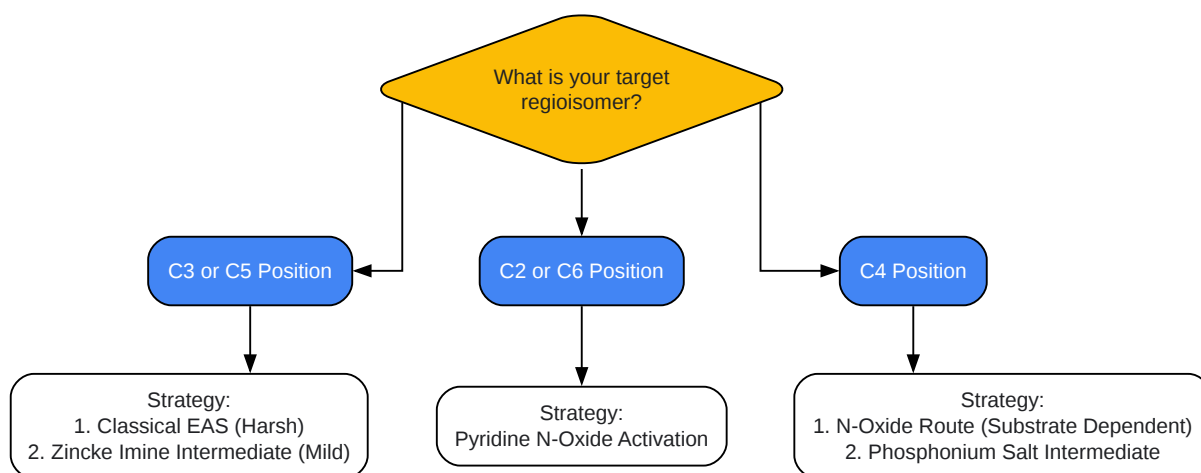 What is your target
regioisomer?
C3 or C5 Position
C2 or C6 Position
C4 Position
Strategy:
1. Classical EAS (Harsh)
2. Zincke Imine Intermediate (Mild)
Strategy:
Pyridine N-Oxide Activation
Strategy:
1. N-Oxide Route (Substrate Dependent)
2. Phosphonium Salt Intermediate